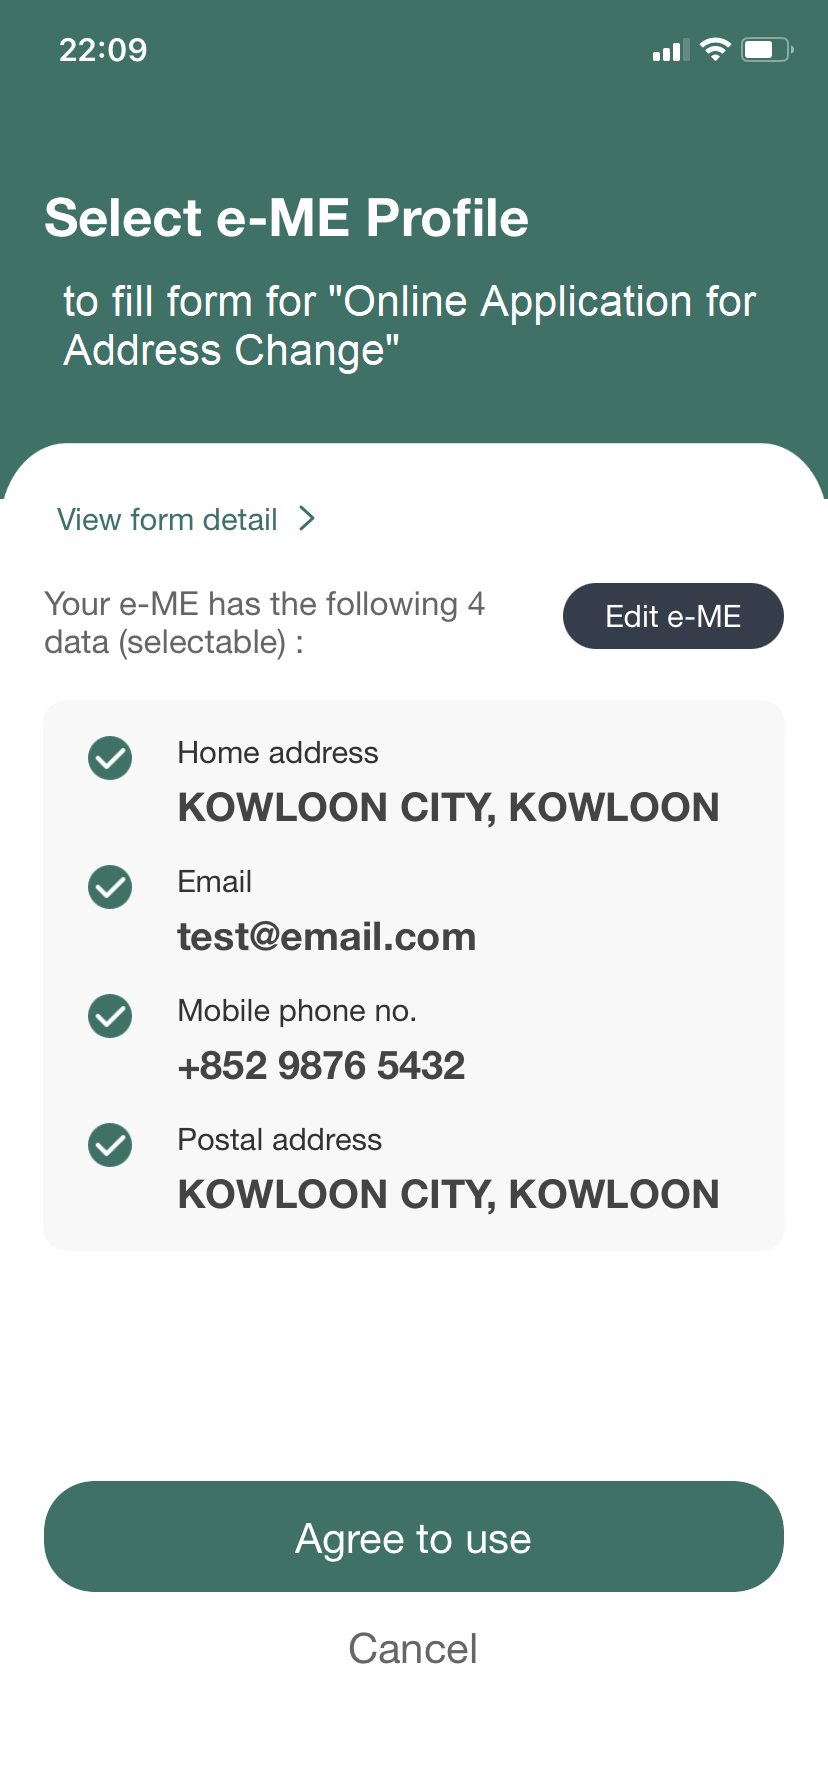 22:09
Select e-ME Profile
to fill form for "Online Application for
Address Change"
View form detail
Your e-ME has the following 4
data (selectable) :
Edit e-ME
Home address
KOWLOON CITY, KOWLOON
Email
test@email.com
Mobile phone no.
+852 9876 5432
Postal address
KOWLOON CITY, KOWLOON
Agree to use
Cancel